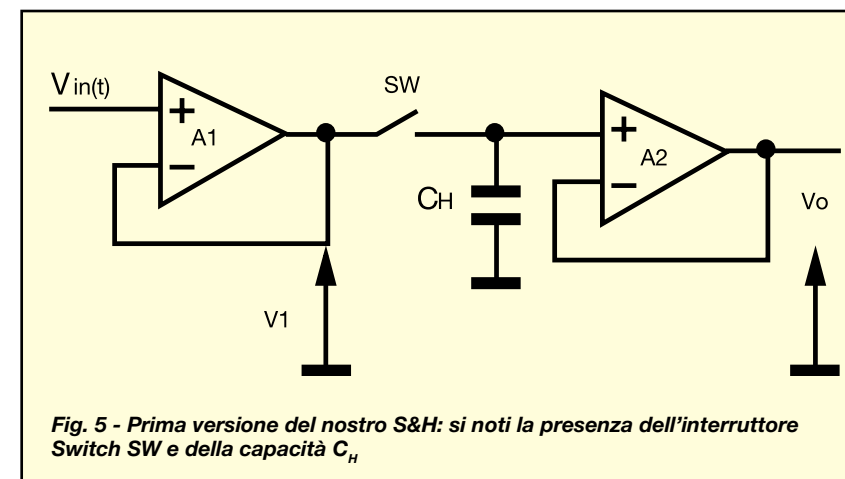 Vin(t)
SW
+
A1
−
+
A2
−
CH
Vo
V1
Fig. 5 - Prima versione del nostro S&H: si noti la presenza dell'interruttore
Switch SW e della capacità CH